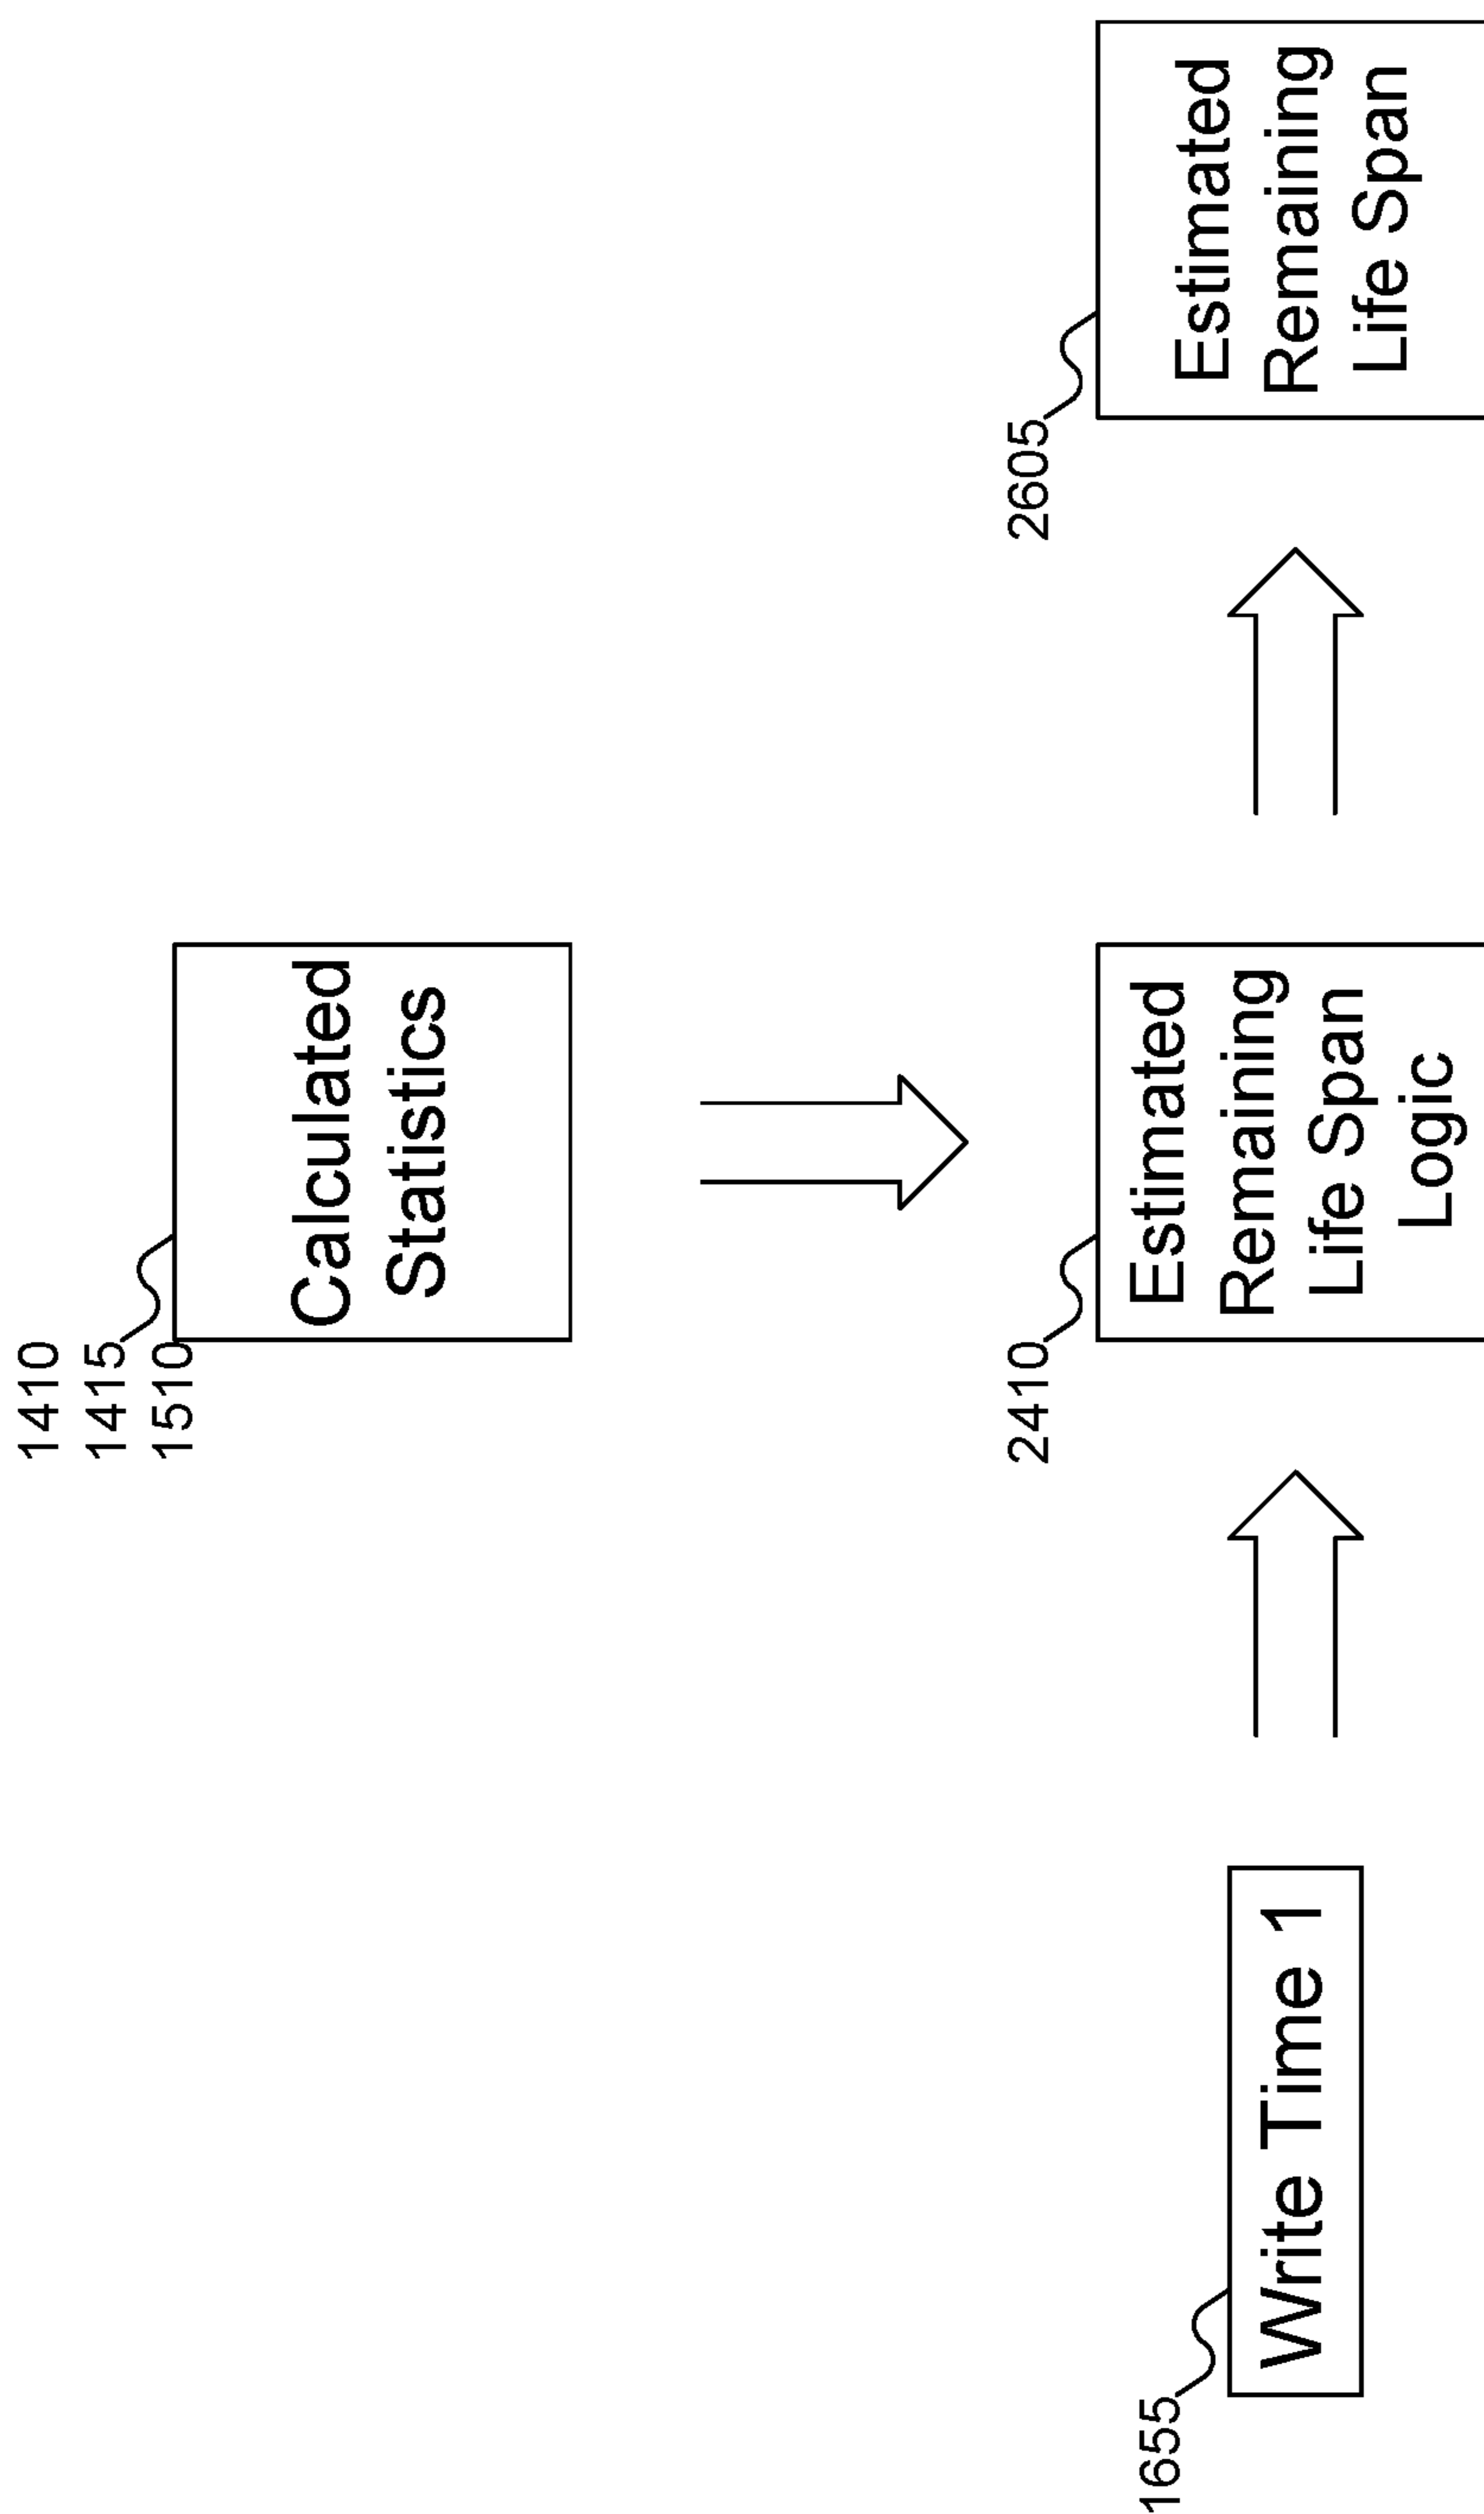 1410
1415
1510
Calculated
Statistics
1655
Write Time 1
2410
Estimated
Remaining
Life Span
Logic
2605
Estimated
Remaining
Life Span